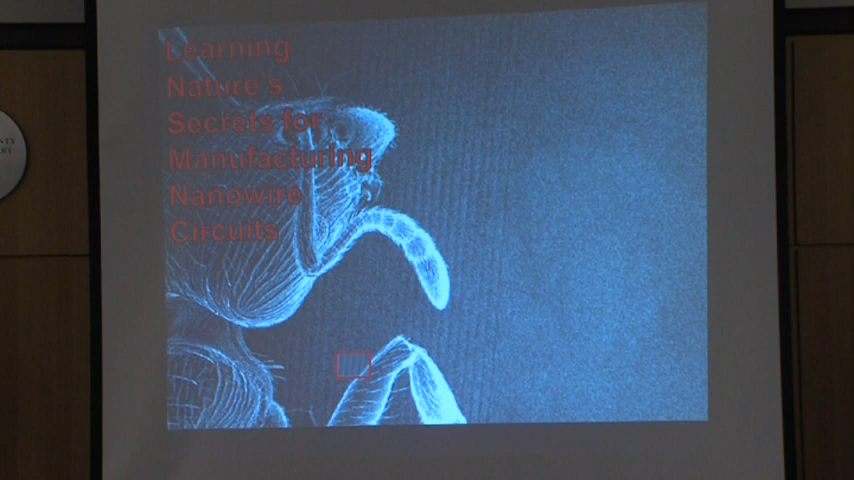 Learning
Nature's
Secrets for
Manufacturing
Nanowire
Circuits